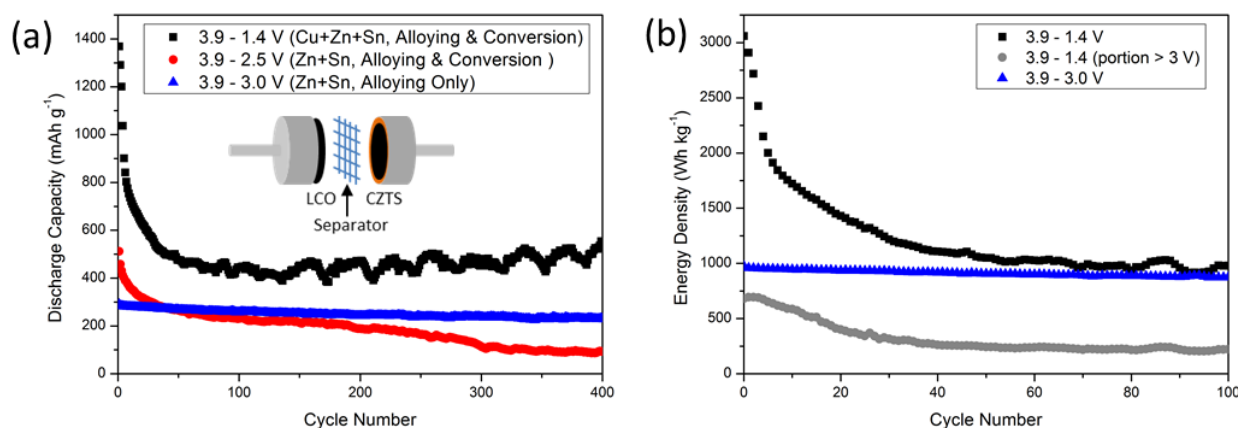 (a)
3.9 - 1.4 V (Cu+Zn+Sn, Alloying & Conversion)
3.9 - 2.5 V (Zn+Sn, Alloying & Conversion )
3.9 - 3.0 V (Zn+Sn, Alloying Only)
LCO
CZTS
Separator
Discharge Capacity (mAh g⁻¹)
1400
1200
1000
800
600
400
200
0
0 100 200 300 400
Cycle Number
(b)
3.9 - 1.4 V
3.9 - 1.4 (portion > 3 V)
3.9 - 3.0 V
Energy Density (Wh kg⁻¹)
3000
2500
2000
1500
1000
500
0
0 20 40 60 80 100
Cycle Number